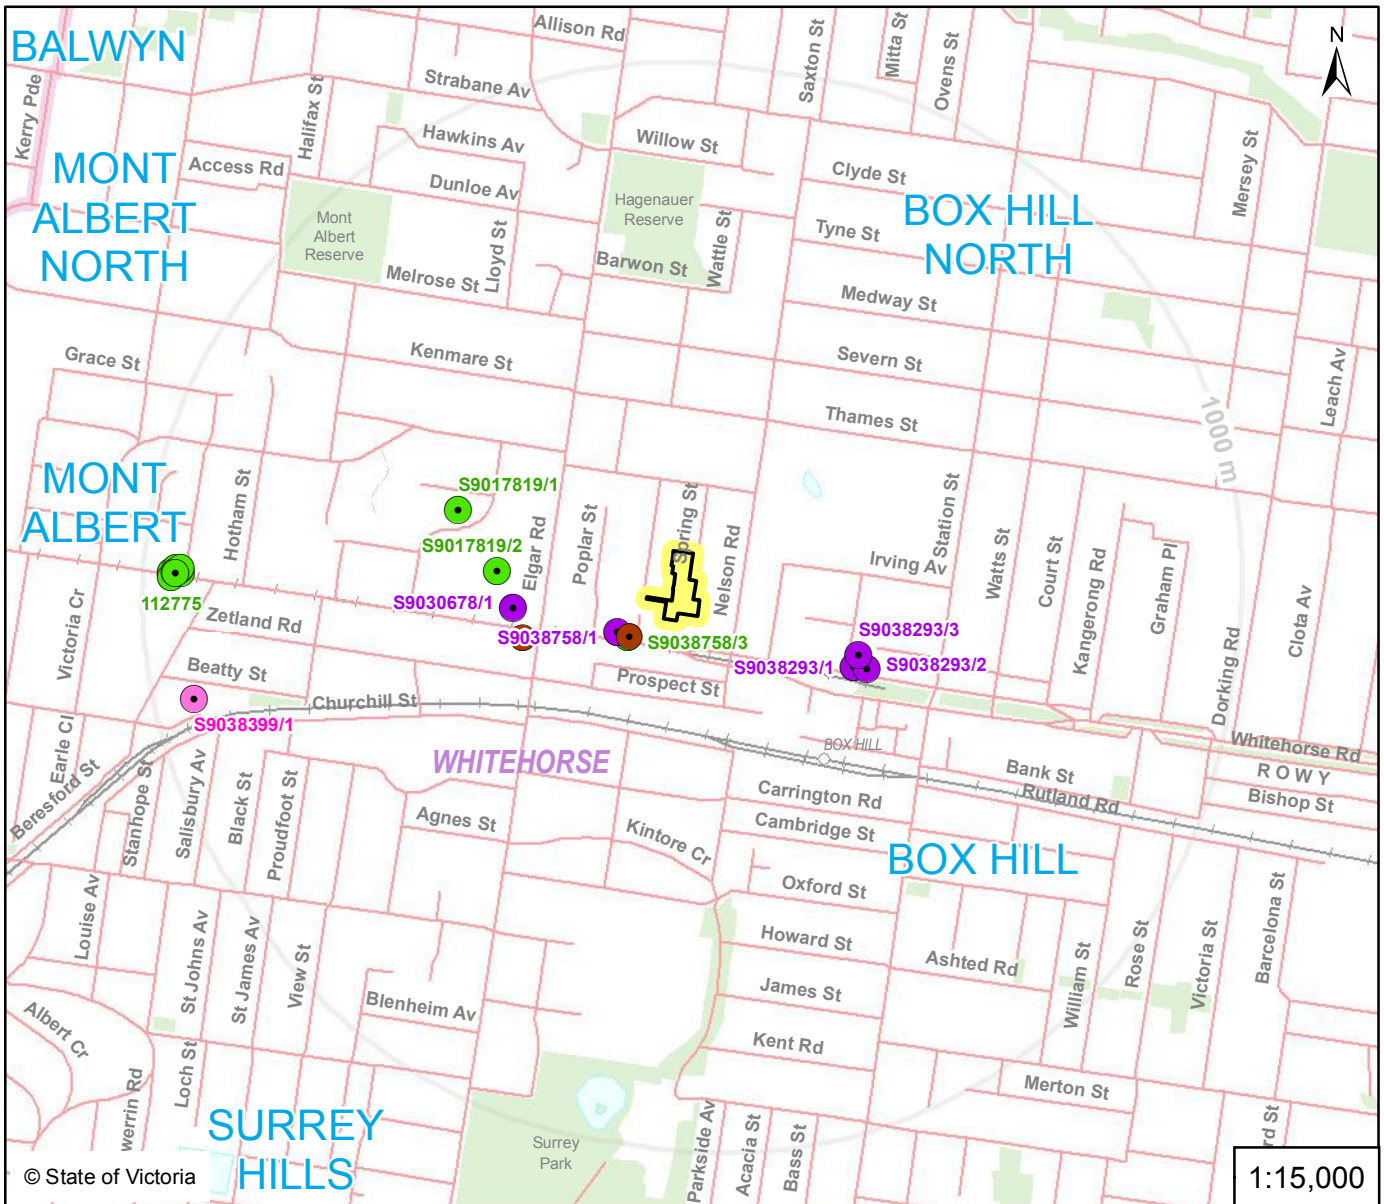 BALWYN
Allison Rd
Saxton St
Mitta St
Ovens St
N
Kerry Pde
Strabane Av
Halifax St
Hawkins Av
Willow St
MONT
ALBERT
NORTH
Access Rd
Dunloe Av
Clyde St
Mersey St
Mont
Albert
Reserve
Hagenauer
Reserve
BOX HILL
NORTH
Lloyd St
Wattle St
Tyne St
Barwon St
Melrose St
Medway St
Grace St
Kenmare St
Severn St
Leach Av
Thames St
1000 m
MONT
ALBERT
Hotham St
S9017819/1
Spring St
Station St
S9017819/2
Elgar Rd
Poplar St
Nelson Rd
Irving Av
Watts St
Court St
Kangerong Rd
Graham Pl
Clota Av
112775
Victoria Cr
Zetland Rd
S9030678/1
S9038758/1
S9038758/3
S9038293/3
S9038293/1
S9038293/2
Beatty St
Prospect St
Dorking Rd
Churchill St
S9038399/1
Earle Cl
WHITEHORSE
BOX HILL
Whitehorse Rd
Beresford St
Stanhope St
Salisbury Av
Black St
Proudfoot St
Bank St
R O W Y
Carrington Rd
Rutland Rd
Bishop St
Agnes St
Kintore Cr
Cambridge St
BOX HILL
Louise Av
Oxford St
St Johns Av
St James Av
View St
Howard St
Ashted Rd
William St
Rose St
Victoria St
Barcelona St
Blenheim Av
James St
Albert Cr
Kent Rd
Loch St
werrin Rd
Merton St
SURREY
HILLS
Surrey
Park
Parkside Av
Acacia St
Bass St
rd St
© State of Victoria
1:15,000